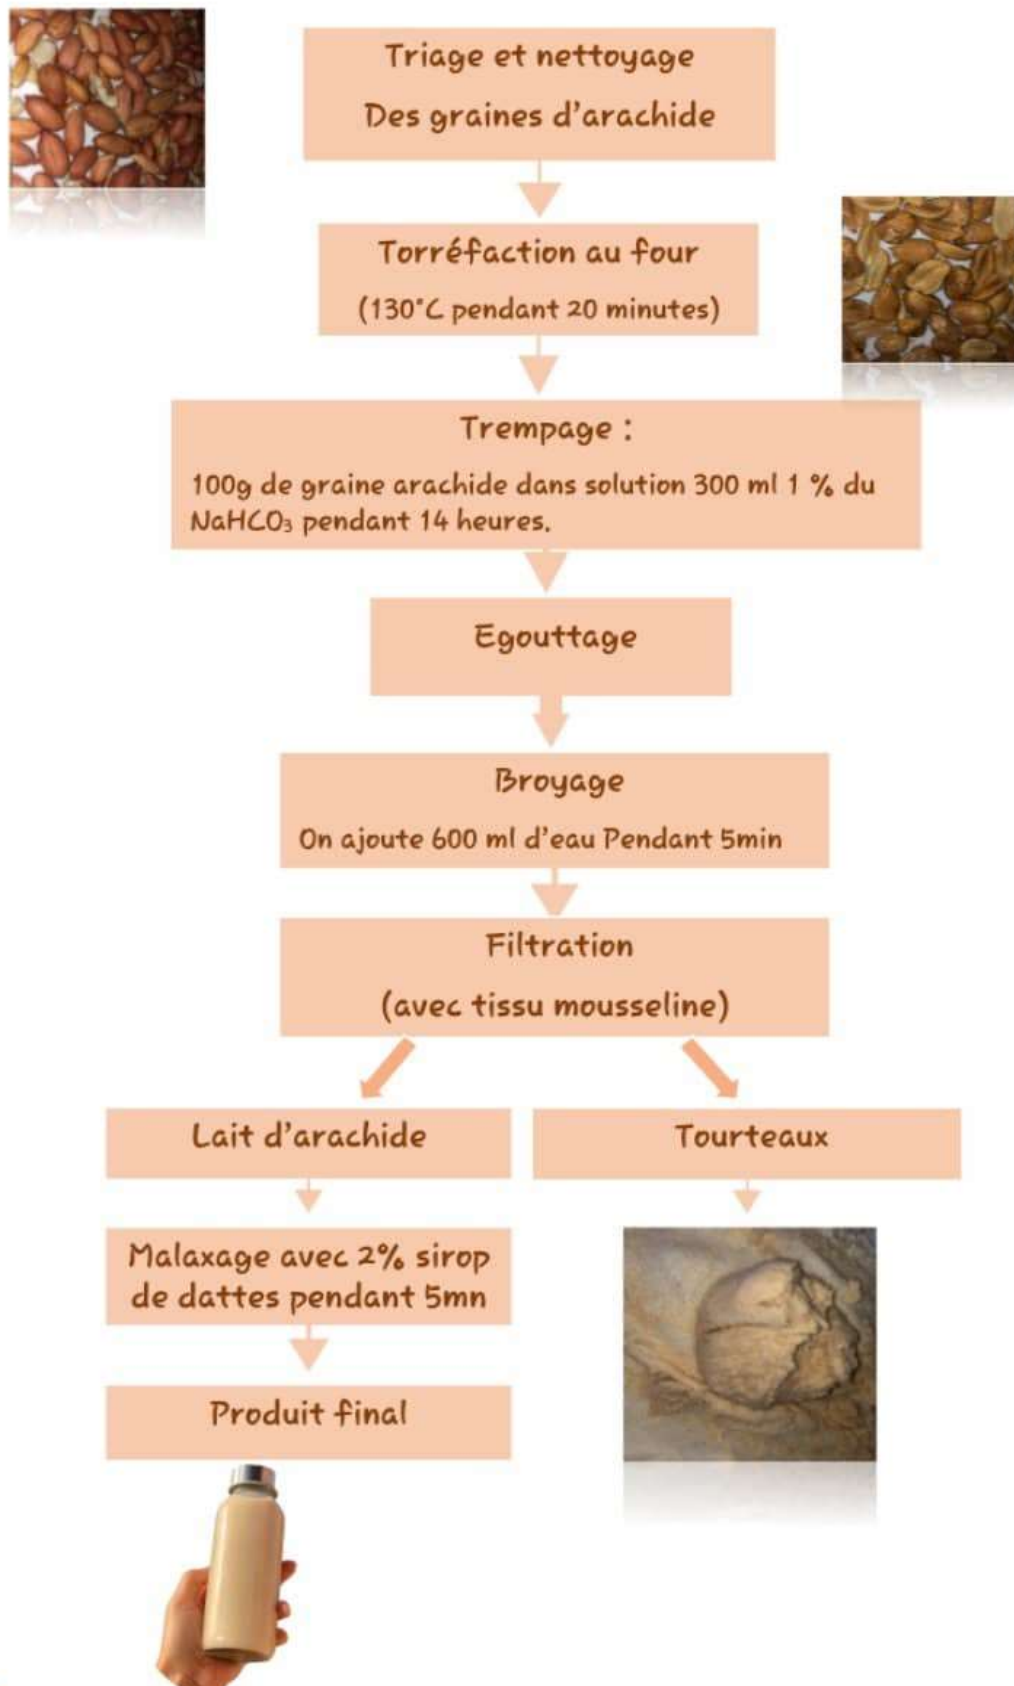 Triage et nettoyage
Des graines d'arachide
Torréfaction au four
(130°C pendant 20 minutes)
Trempage :
100g de graine arachide dans solution 300 ml 1 % du
NaHCO₃ pendant 14 heures.
Egouttage
Broyage
On ajoute 600 ml d'eau Pendant 5min
Filtration
(avec tissu mousseline)
Lait d'arachide
Tourteaux
Malaxage avec 2% sirop
de dattes pendant 5mn
Produit final